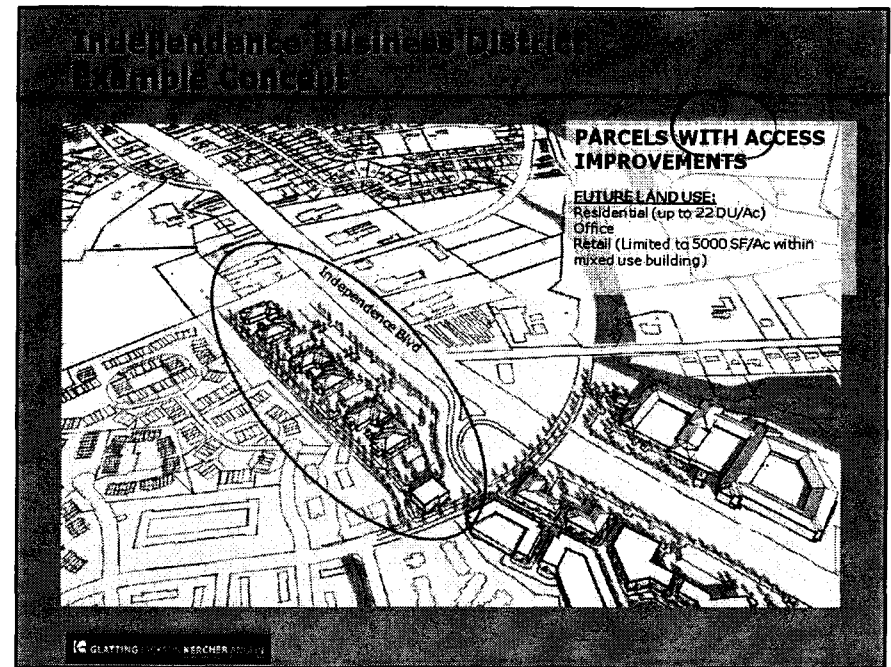 Independence Business District
Example Concept
PARCELS WITH ACCESS
IMPROVEMENTS
FUTURE LAND USE:
Residential (up to 22 DU/Ac)
Office
Retail (Limited to 5000 SF/Ac within
mixed use building)
Independence Blvd
GLATTING JACKSON KERCHER